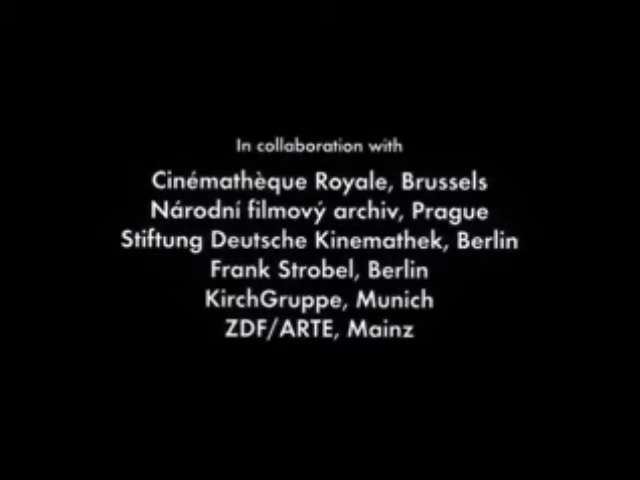 In collaboration with
Cinémathèque Royale, Brussels
Národní filmový archiv, Prague
Stiftung Deutsche Kinemathek, Berlin
Frank Strobel, Berlin
KirchGruppe, Munich
ZDF/ARTE, Mainz